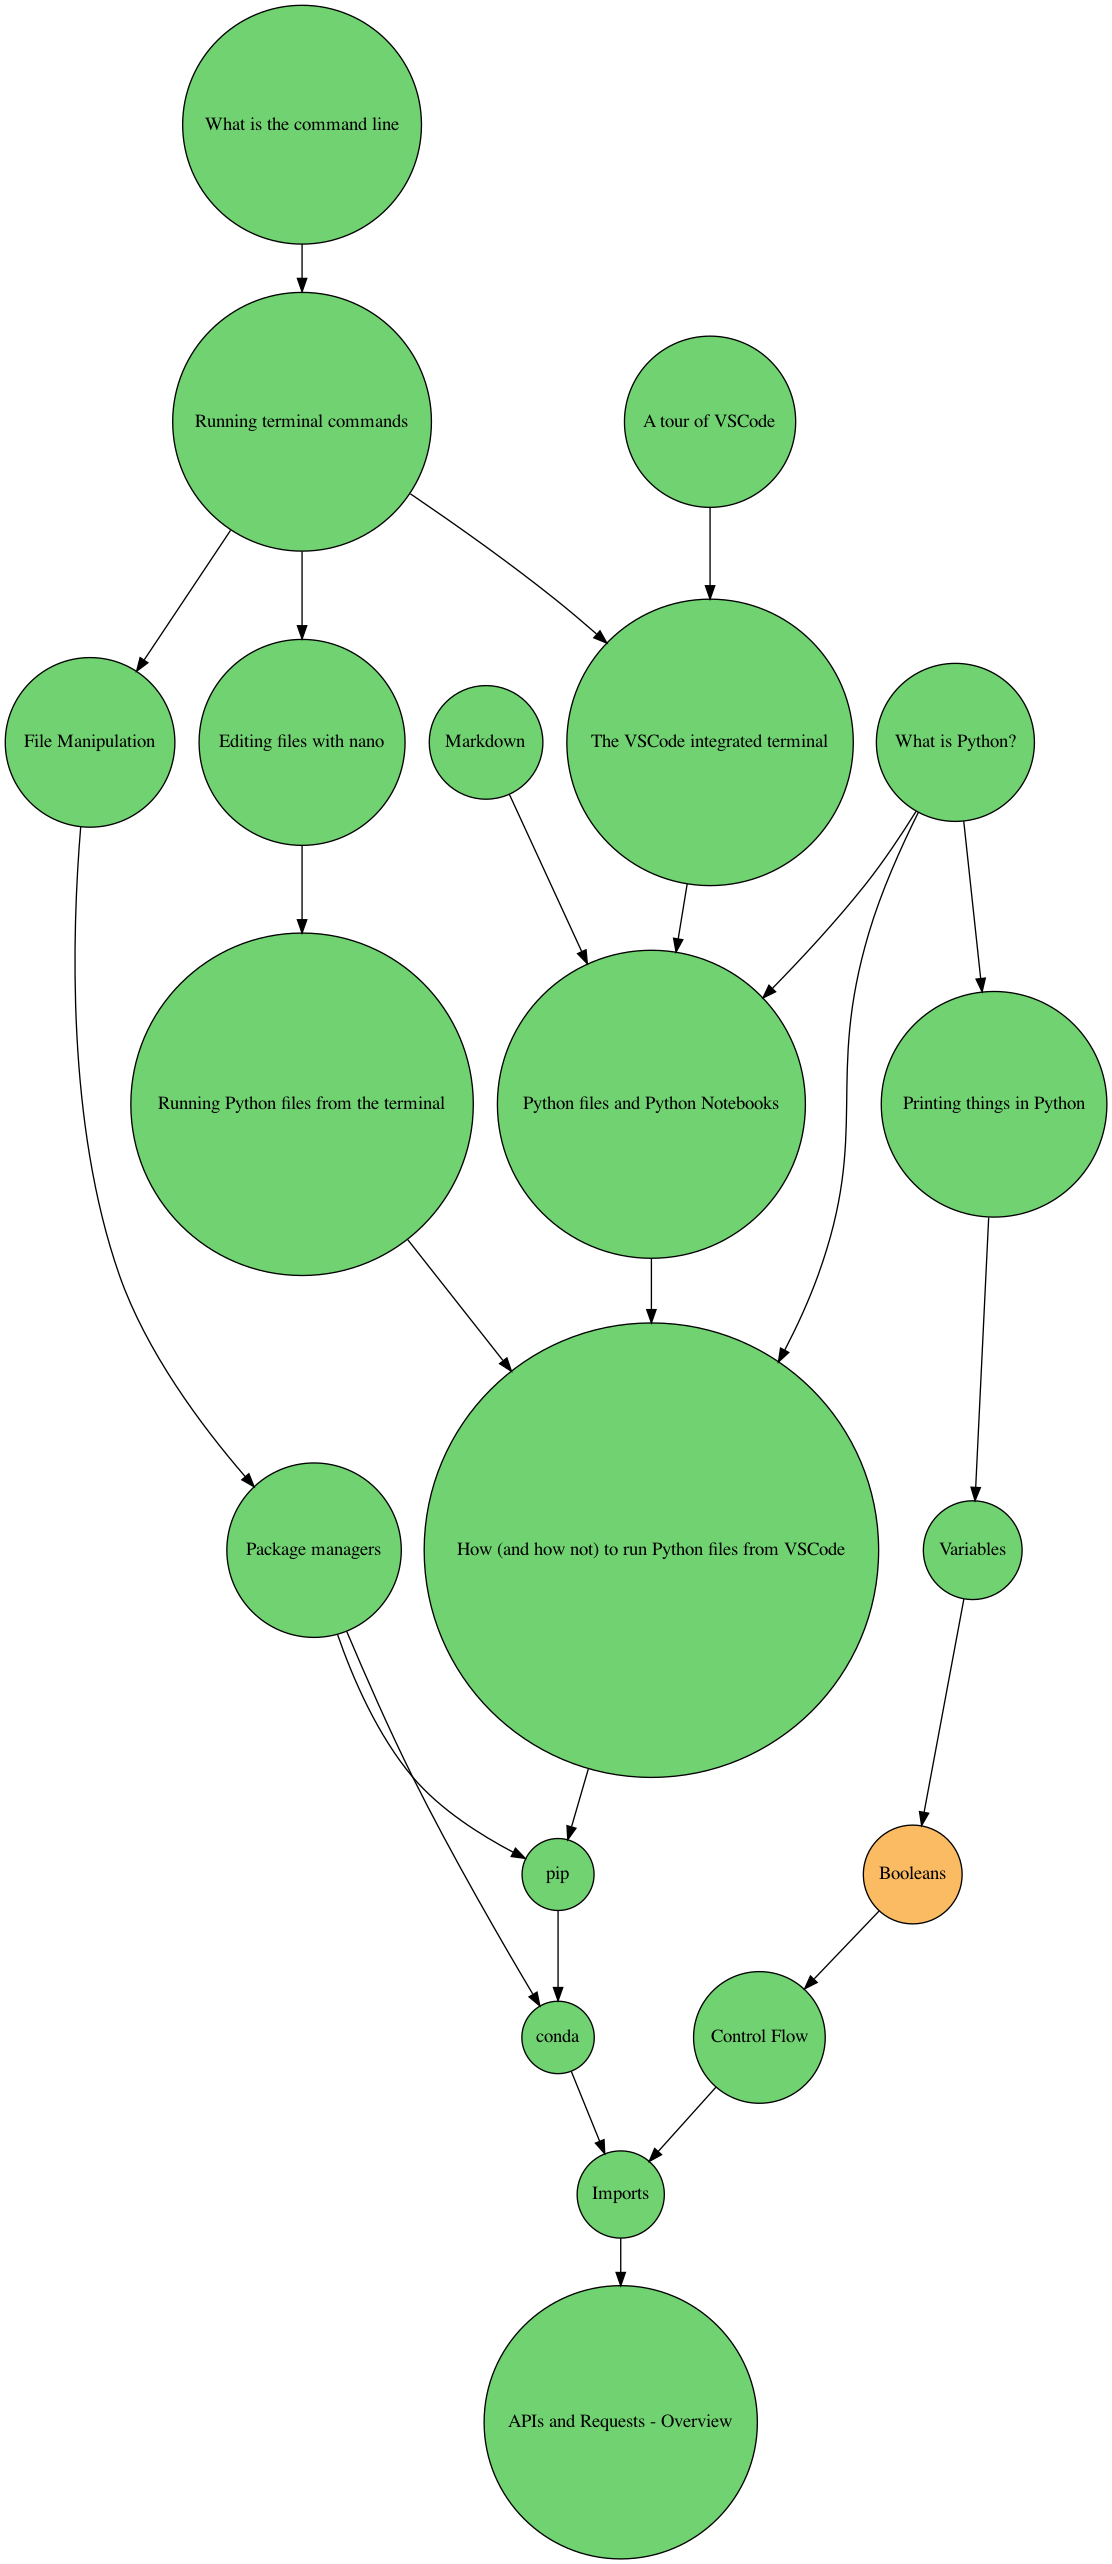 What is the command line
Running terminal commands
A tour of VSCode
File Manipulation
Editing files with nano
Markdown
The VSCode integrated terminal
What is Python?
Running Python files from the terminal
Python files and Python Notebooks
Printing things in Python
Package managers
How (and how not) to run Python files from VSCode
Variables
pip
Booleans
conda
Control Flow
Imports
APIs and Requests - Overview